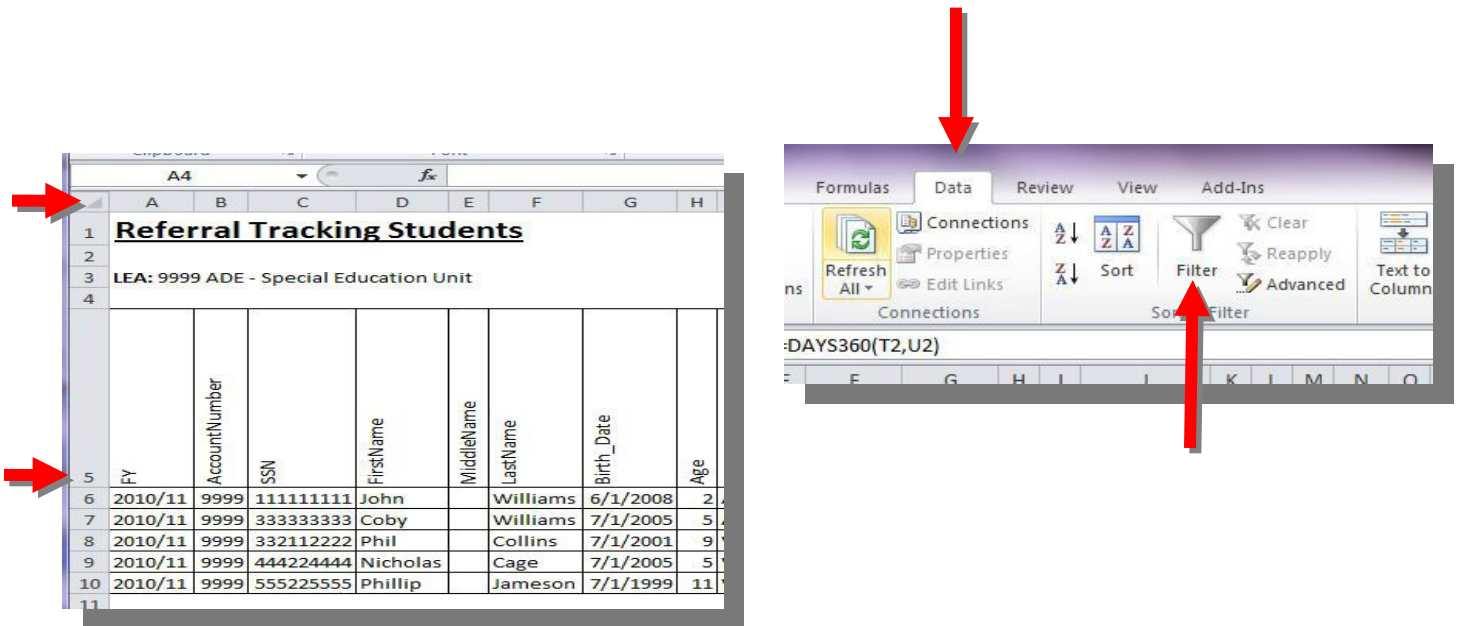 A4
fx
A B C D E F G H
1 Referral Tracking Students
2
3 LEA: 9999 ADE - Special Education Unit
4
5 FY AccountNumber SSN FirstName MiddleName LastName Birth_Date Age
6 2010/11 9999 111111111 John Williams 6/1/2008 2
7 2010/11 9999 333333333 Coby Williams 7/1/2005 5
8 2010/11 9999 332112222 Phil Collins 7/1/2001 9
9 2010/11 9999 444224444 Nicholas Cage 7/1/2005 5
10 2010/11 9999 555225555 Phillip Jameson 7/1/1999 11
11
Formulas Data Review View Add-Ins
Connections Clear
Properties Reapply
Refresh Sort Filter Text to
ns All Edit Links Advanced Column
Connections Filter
=DAYS360(T2,U2)
F G H I J K L M N O